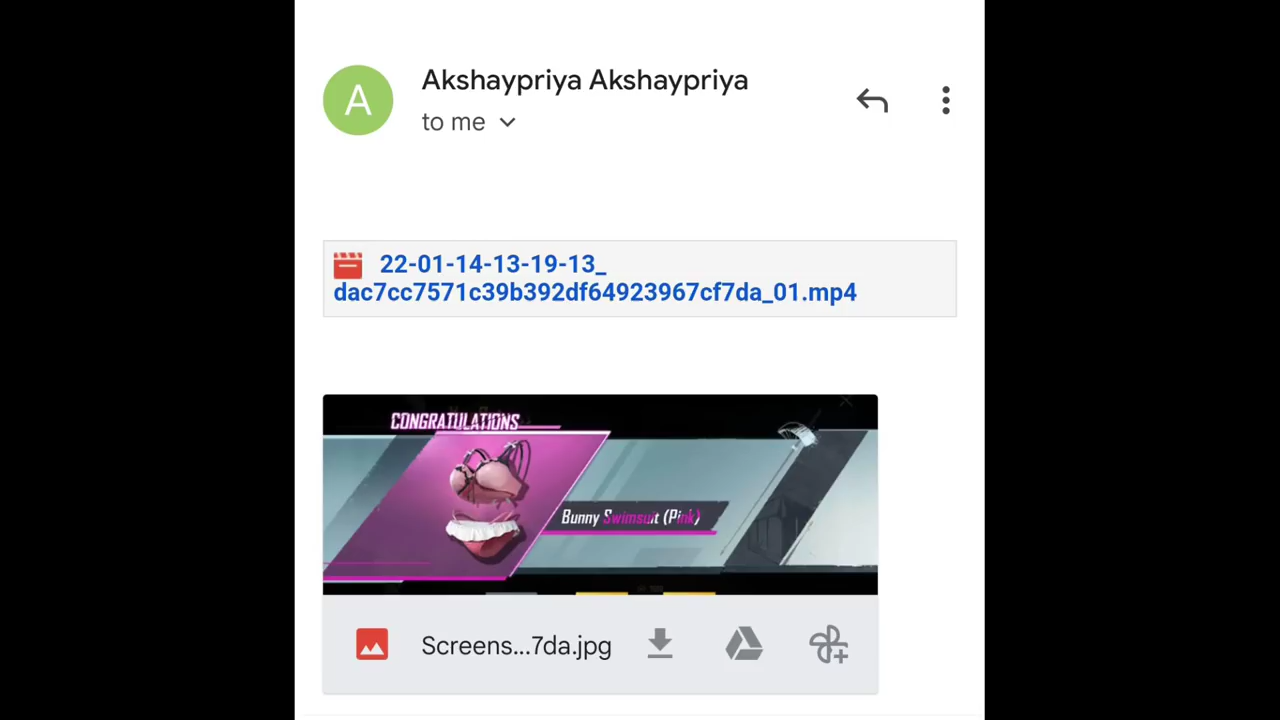 A
Akshaypriya Akshaypriya
to me
22-01-14-13-19-13_
dac7cc7571c39b392df64923967cf7da_01.mp4
CONGRATULATIONS
Bunny Swimsuit (Pink)
Screens...7da.jpg